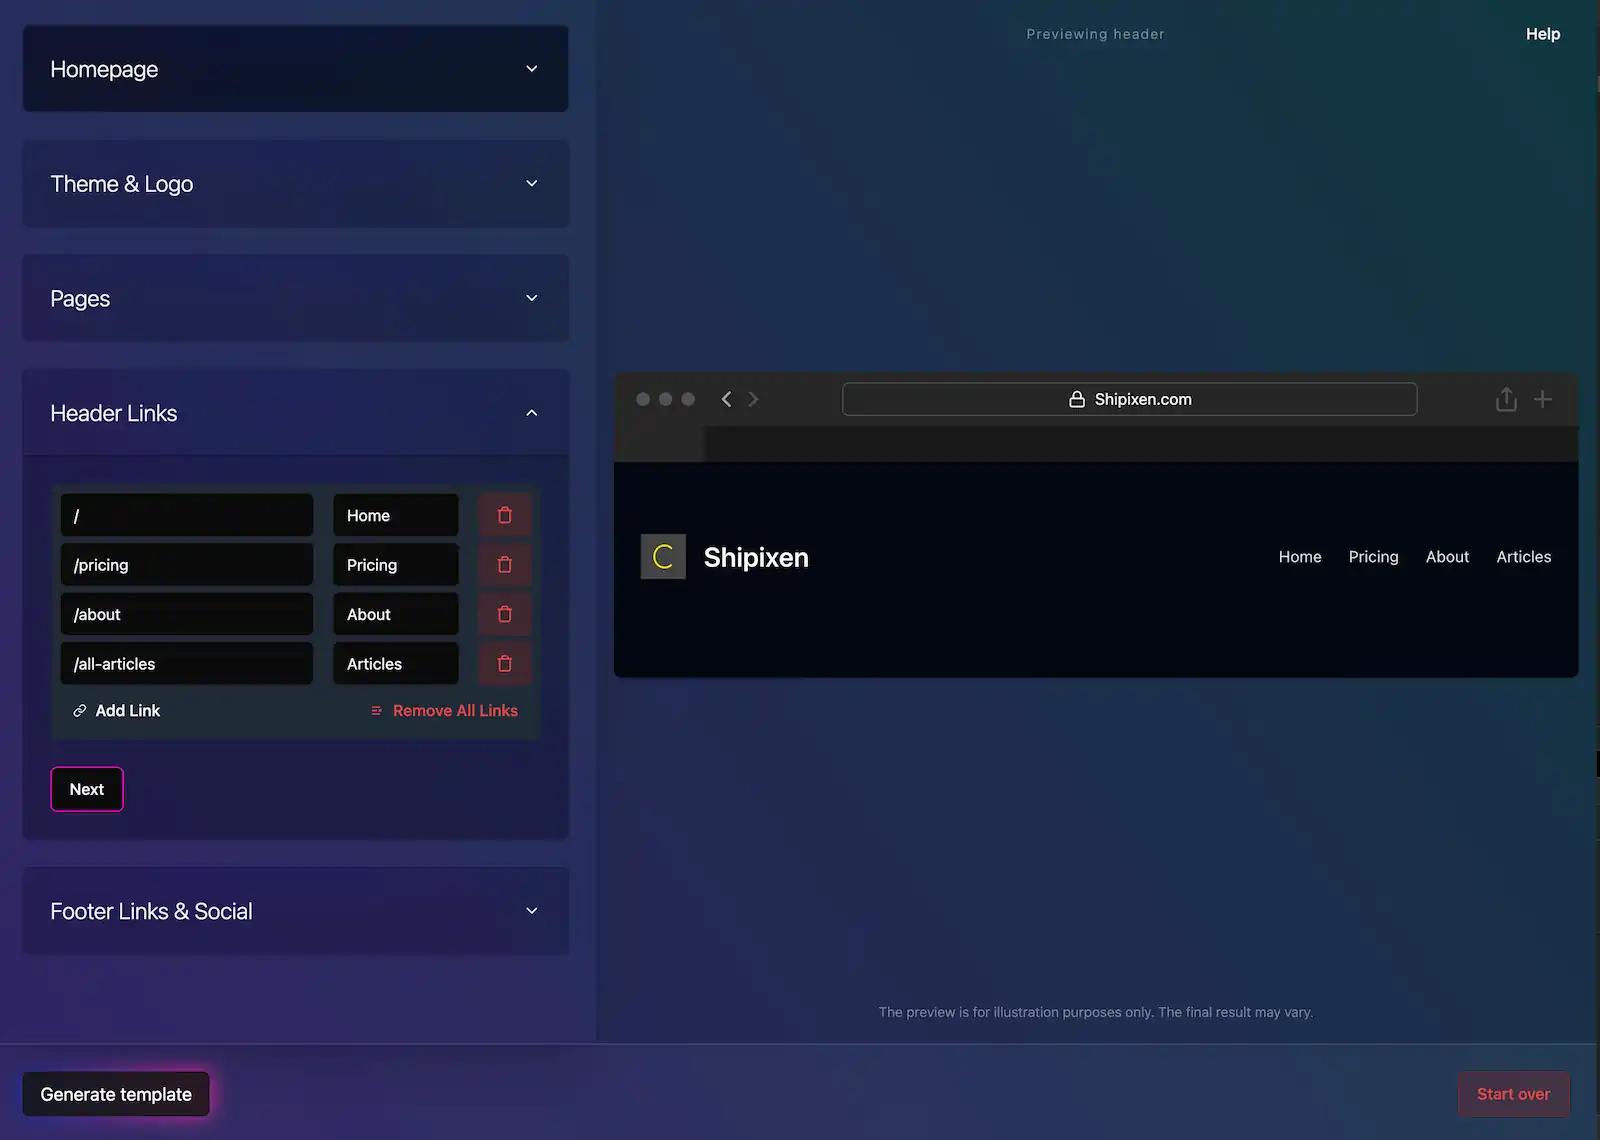 Homepage
Theme & Logo
Pages
Header Links
/ Home
/pricing Pricing
/about About
/all-articles Articles
Add Link Remove All Links
Next
Footer Links & Social
Generate template
Previewing header
Help
Shipixen.com
Shipixen
Home Pricing About Articles
The preview is for illustration purposes only. The final result may vary.
Start over